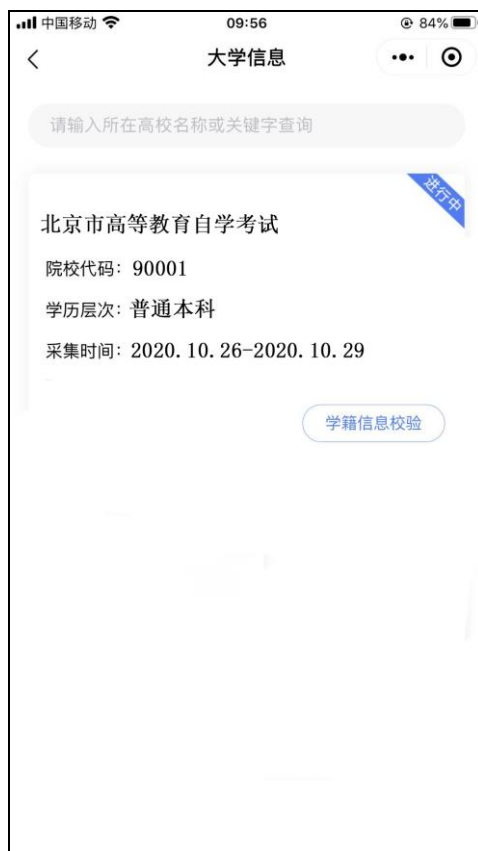 中国移动 09:56 84%
大学信息
请输入所在高校名称或关键字查询
进行中
北京市高等教育自学考试
院校代码：90001
学历层次：普通本科
采集时间：2020.10.26-2020.10.29
学籍信息校验